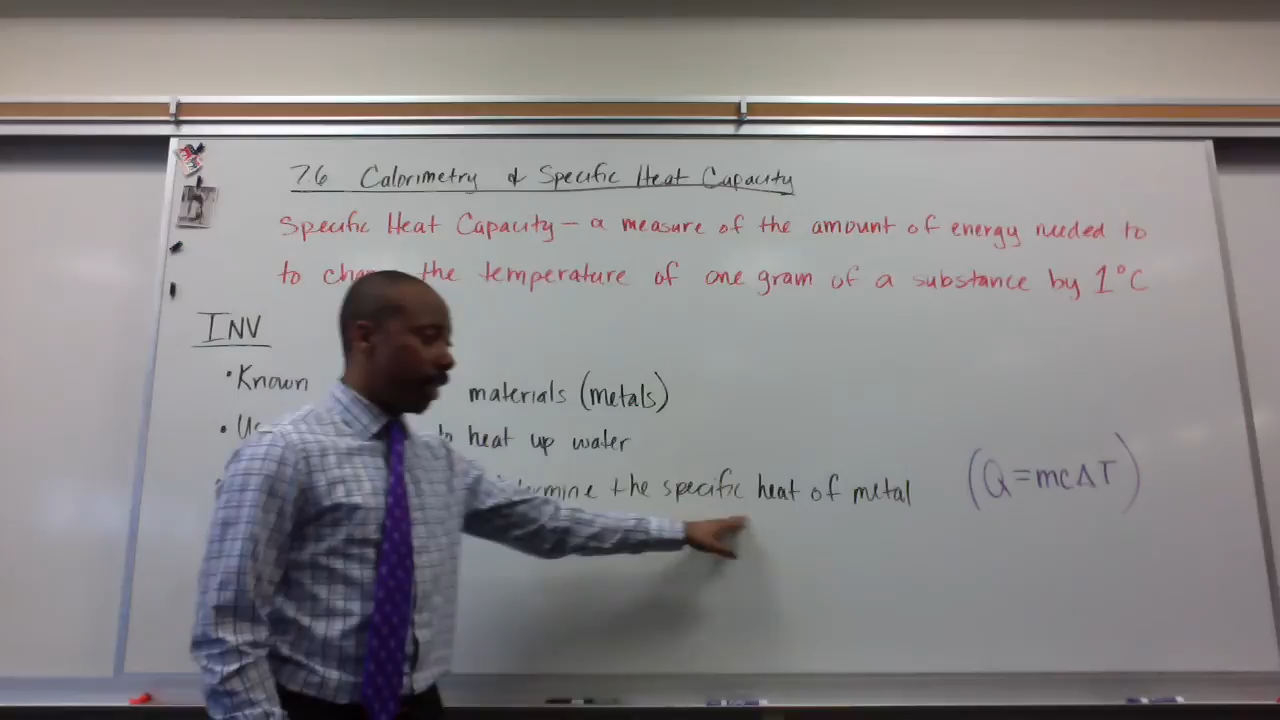 7.6 Calorimetry & Specific Heat Capacity
Specific Heat Capacity – a measure of the amount of energy needed to
to the temperature of one gram of a substance by 1°C
INV
• Known materials (metals)
• to heat up water
the specific heat of metal (Q=mcΔT)